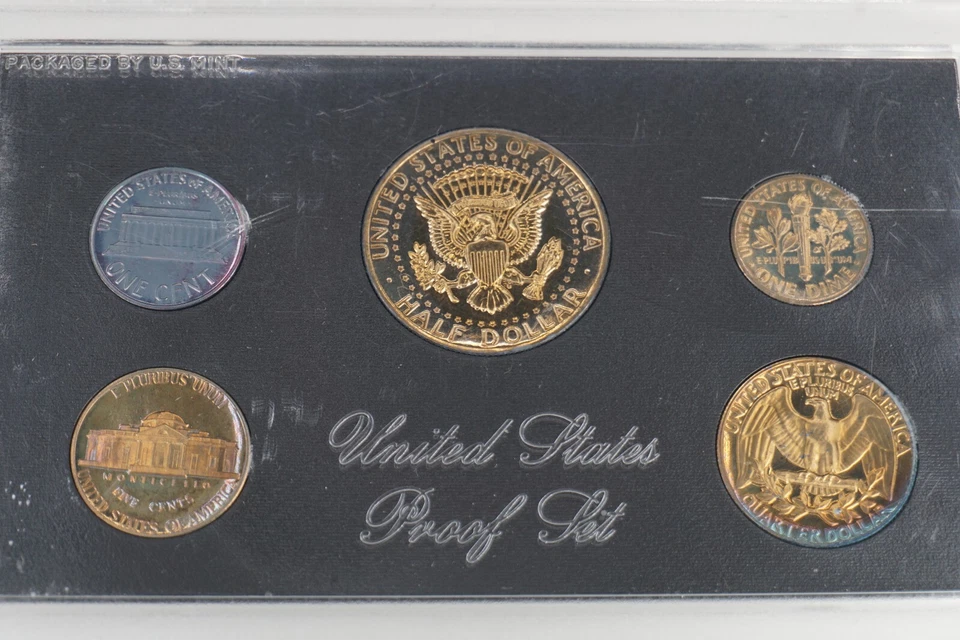 PACKAGED BY U.S. MINT
UNITED STATES OF AMERICA
E PLURIBUS
UNUM
ONE CENT
UNITED STATES OF AMERICA
HALF DOLLAR
UNITED STATES OF AMERICA
E PLURIBUS UNUM
ONE DIME
E PLURIBUS UNUM
MONTICELLO
FIVE CENTS
UNITED STATES OF AMERICA
United States
Proof Set
UNITED STATES OF AMERICA
E PLURIBUS
UNUM
QUARTER DOLLAR